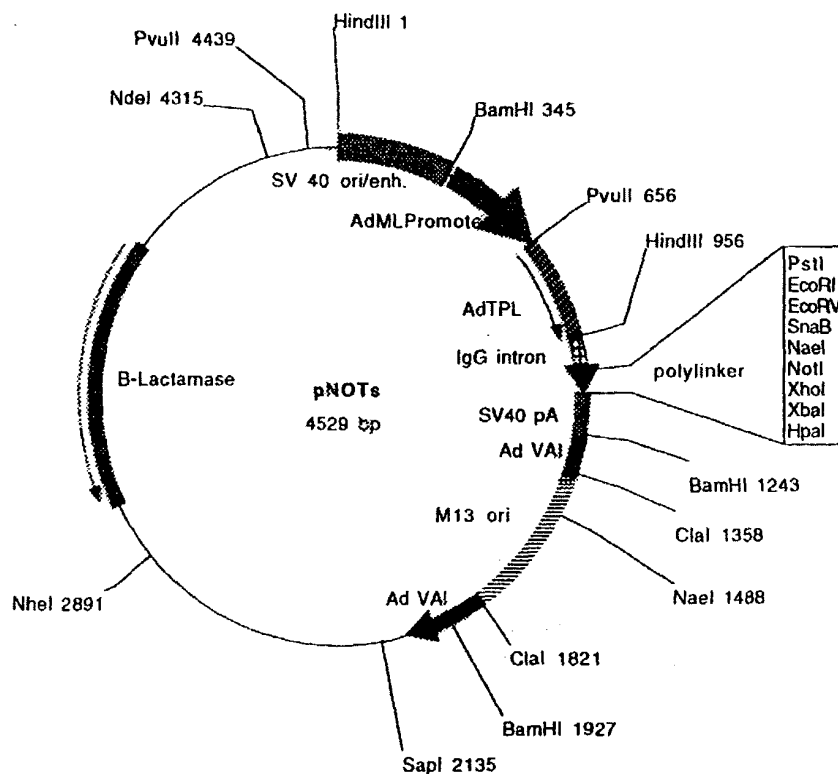 HindIII 1
PvuII 4439
NdeI 4315
BamHI 345
SV 40 ori/enh.
AdMLPromote
PvuII 656
HindIII 956
PstI
EcoRI
EcoRV
SnaB
NaeI
NotI
XhoI
XbaI
HpaI
AdTPL
IgG intron
polylinker
B-Lactamase
pNOTs
4529 bp
SV40 pA
Ad VAI
BamHI 1243
M13 ori
ClaI 1358
NaeI 1488
NheI 2891
Ad VAI
ClaI 1821
BamHI 1927
SapI 2135